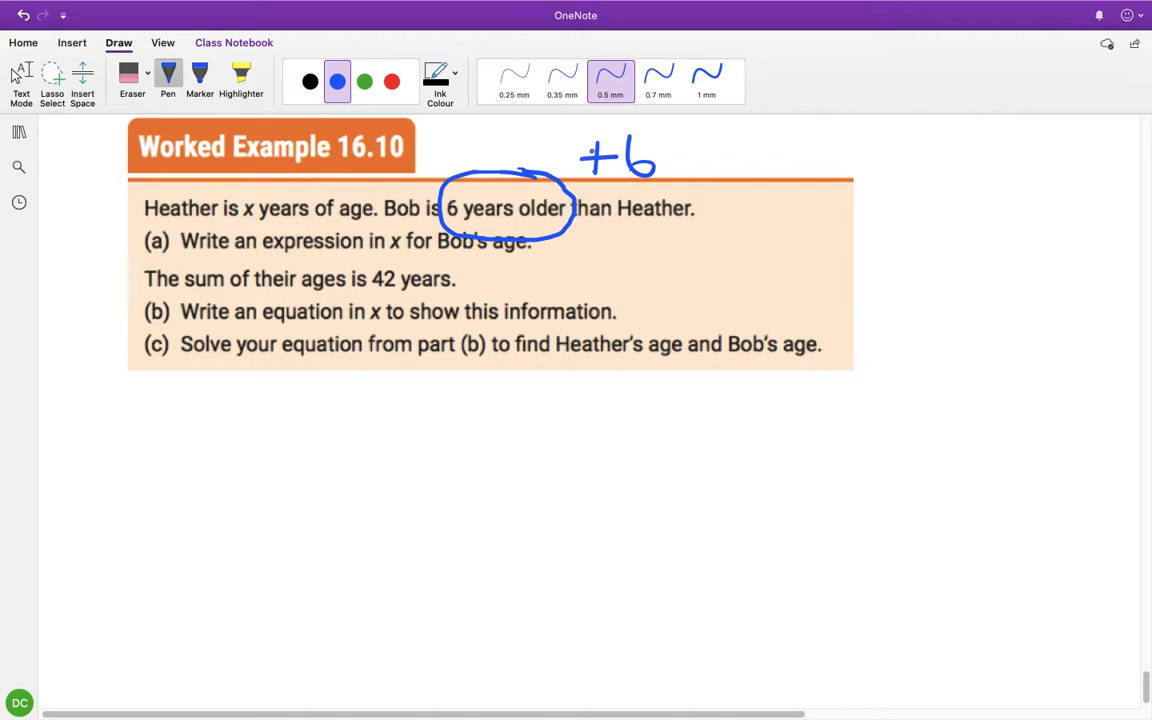 OneNote
Home Insert Draw View Class Notebook
Text Mode Lasso Select Insert Space Eraser Pen Marker Highlighter Ink Colour 0.25 mm 0.35 mm 0.5 mm 0.7 mm 1 mm
Worked Example 16.10
+6
Heather is x years of age. Bob is 6 years older than Heather.
(a) Write an expression in x for Bob's age.
The sum of their ages is 42 years.
(b) Write an equation in x to show this information.
(c) Solve your equation from part (b) to find Heather's age and Bob's age.
DC